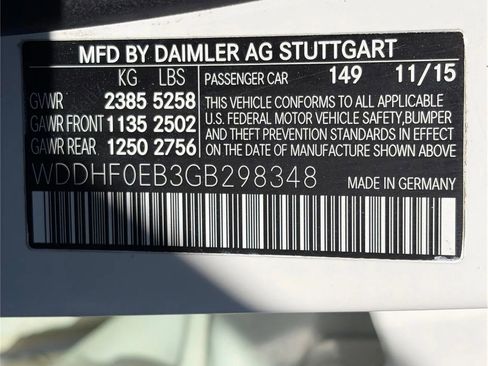 MFD BY DAIMLER AG STUTTGART
KG LBS
GVWR 2385 5258
GAWR FRONT 1135 2502
GAWR REAR 1250 2756
PASSENGER CAR 149 11/15
THIS VEHICLE CONFORMS TO ALL APPLICABLE
U.S. FEDERAL MOTOR VEHICLE SAFETY,BUMPER
AND THEFT PREVENTION STANDARDS IN EFFECT
ON THE DATE OF MANUFACTURE SHOWN ABOVE.
WDDHF0EB3GB298348
MADE IN GERMANY